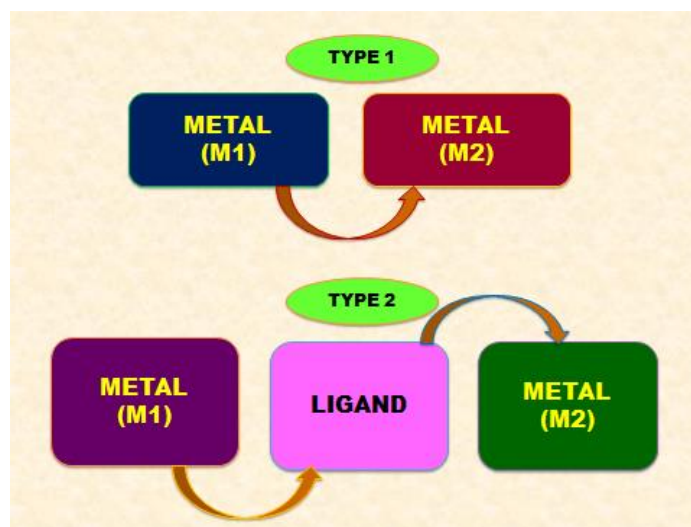 TYPE 1
METAL
(M1)
METAL
(M2)
TYPE 2
METAL
(M1)
LIGAND
METAL
(M2)